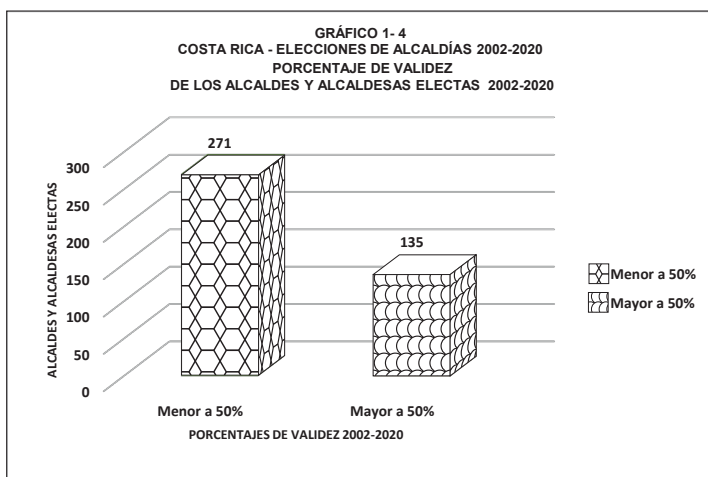 GRÁFICO 1- 4
COSTA RICA - ELECCIONES DE ALCALDÍAS 2002-2020
PORCENTAJE DE VALIDEZ
DE LOS ALCALDES Y ALCALDESAS ELECTAS 2002-2020
ALCALDES Y ALCALDESAS ELECTAS
300
250
200
150
100
50
0
271
135
Menor a 50%
Mayor a 50%
PORCENTAJES DE VALIDEZ 2002-2020
Menor a 50%
Mayor a 50%